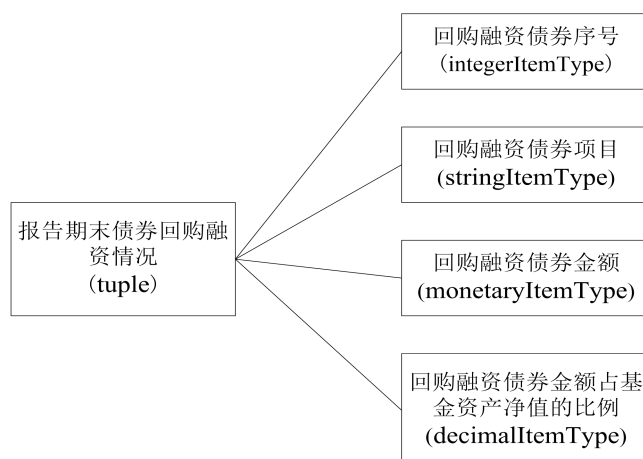 报告期末债券回购融
资情况
（tuple）
回购融资债券序号
（integerItemType）
回购融资债券项目
(stringItemType)
回购融资债券金额
(monetaryItemType)
回购融资债券金额占基
金资产净值的比例
(decimalItemType)